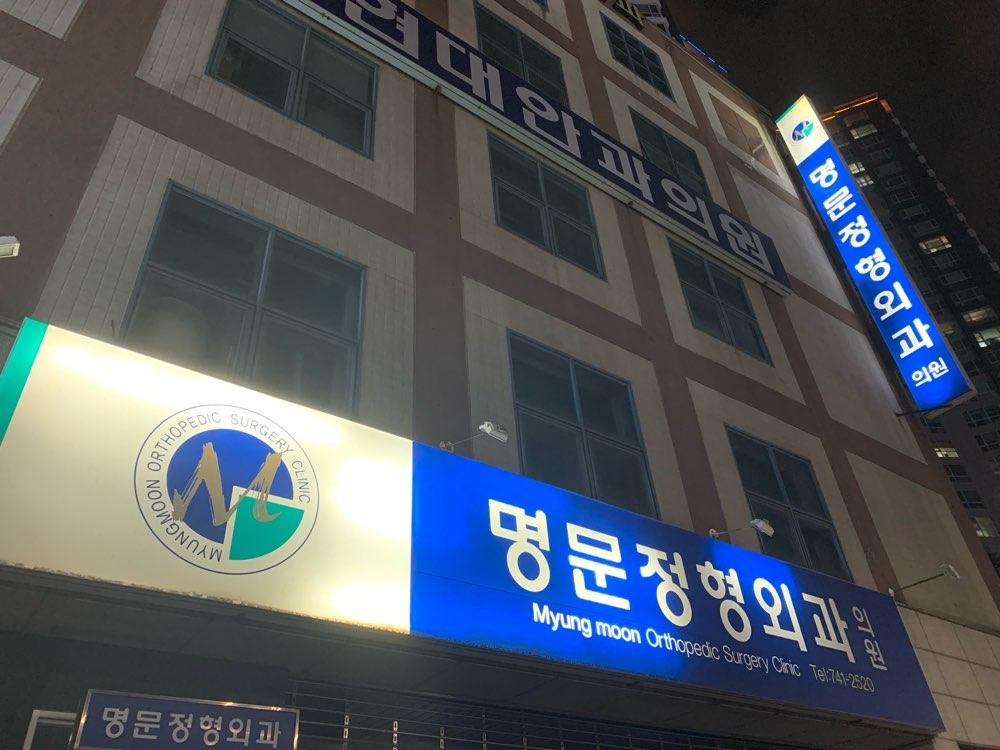 현대안과의원
명문정형외과의원
MYUNGMOON ORTHOPEDIC SURGERY CLINIC
명문정형외과의원
Myung moon Orthopedic Surgery Clinic Tel:741-2520
명문정형외과